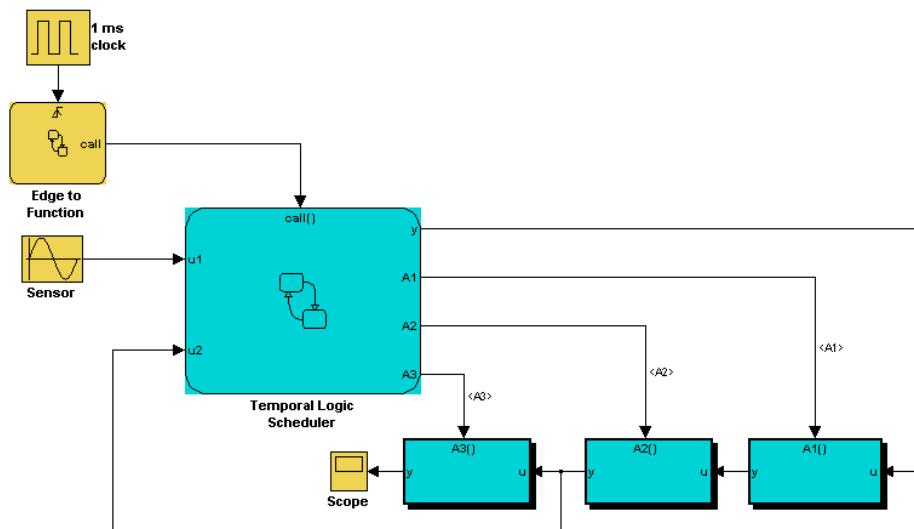 1 ms
clock
call
Edge to
Function
call()
y
u1
Sensor
A1
A2
u2
A3
<A1>
<A2>
<A3>
Temporal Logic
Scheduler
A3()
A2()
A1()
y
u
y
u
y
u
Scope